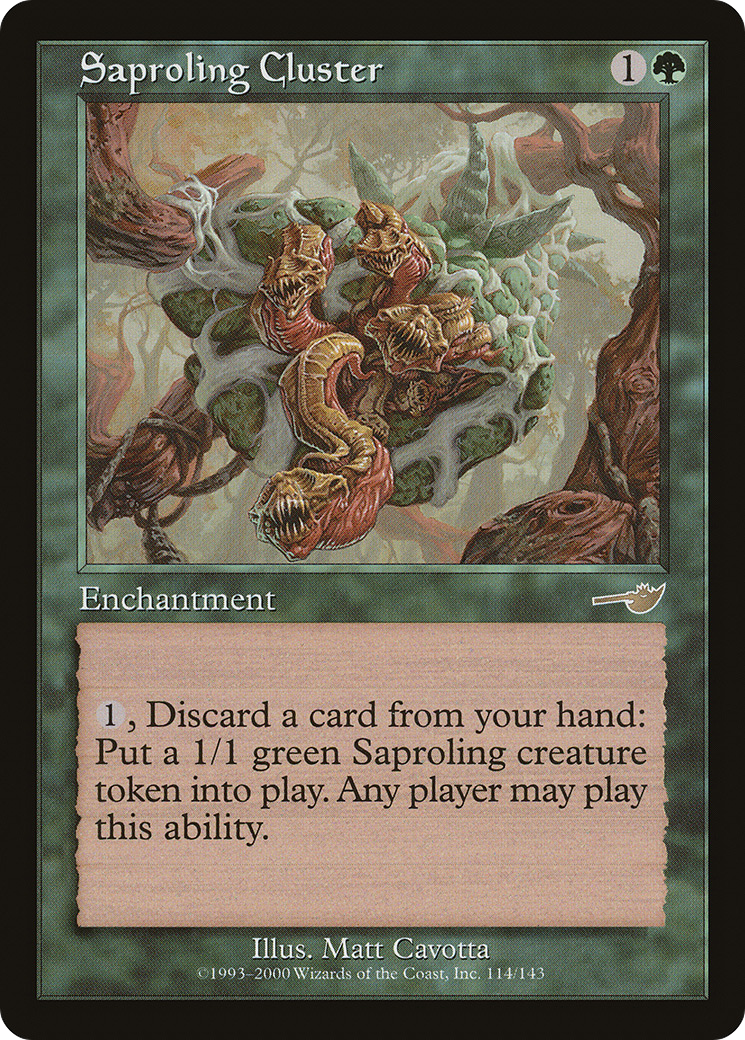 Saproling Cluster 1
Enchantment
1, Discard a card from your hand:
Put a 1/1 green Saproling creature
token into play. Any player may play
this ability.
Illus. Matt Cavotta
©1993–2000 Wizards of the Coast, Inc. 114/143